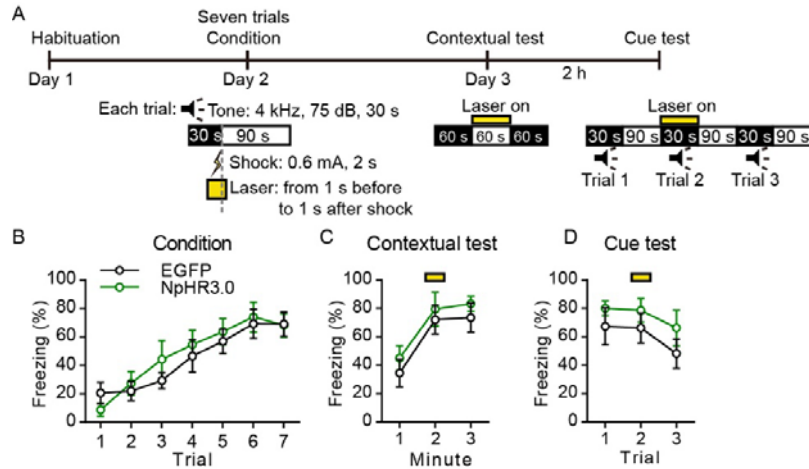 A
Seven trials
Habituation Condition Contextual test Cue test
Day 1 Day 2 Day 3 2 h
Each trial: Tone: 4 kHz, 75 dB, 30 s
Laser on Laser on
30 s 90 s 60 s 60 s 60 s 30 s 90 s 30 s 90 s 30 s 90 s
Shock: 0.6 mA, 2 s
Trial 1 Trial 2 Trial 3
Laser: from 1 s before
to 1 s after shock
B Condition
EGFP
NpHR3.0
Freezing (%)
100
80
60
40
20
0
1 2 3 4 5 6 7
Trial
C Contextual test
Freezing (%)
100
80
60
40
20
0
1 2 3
Minute
D Cue test
Freezing (%)
100
80
60
40
20
0
1 2 3
Trial